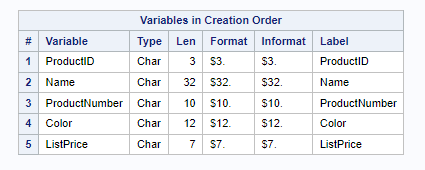 Variables in Creation Order
# Variable Type Len Format Informat Label
1 ProductID Char 3 $3. $3. ProductID
2 Name Char 32 $32. $32. Name
3 ProductNumber Char 10 $10. $10. ProductNumber
4 Color Char 12 $12. $12. Color
5 ListPrice Char 7 $7. $7. ListPrice